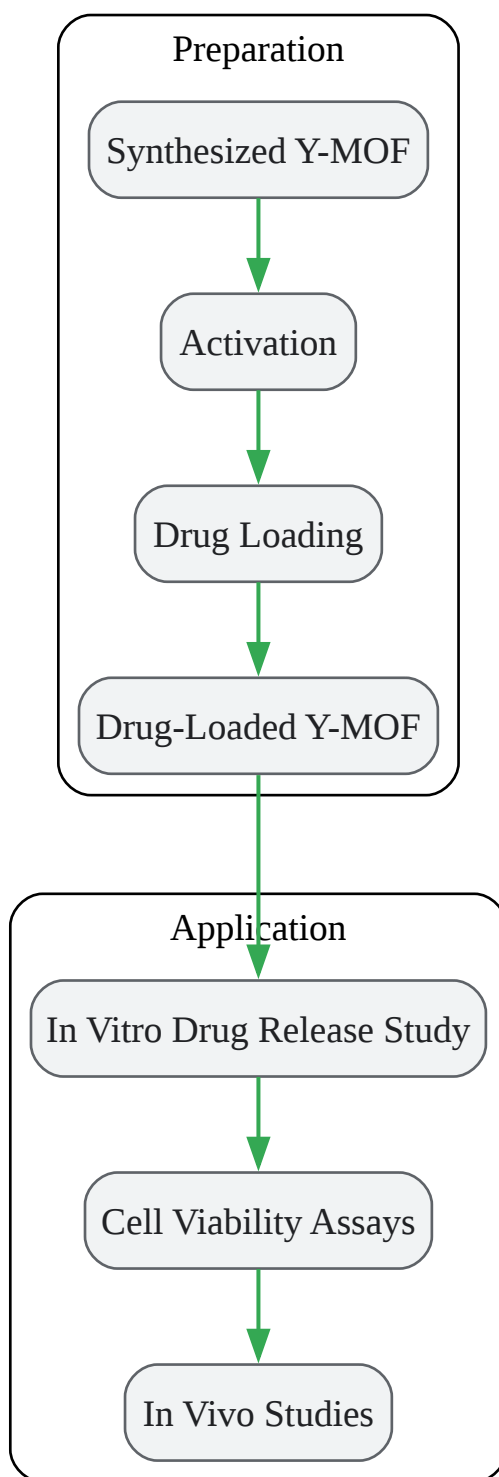 Preparation
Synthesized Y-MOF
Activation
Drug Loading
Drug-Loaded Y-MOF
Application
In Vitro Drug Release Study
Cell Viability Assays
In Vivo Studies